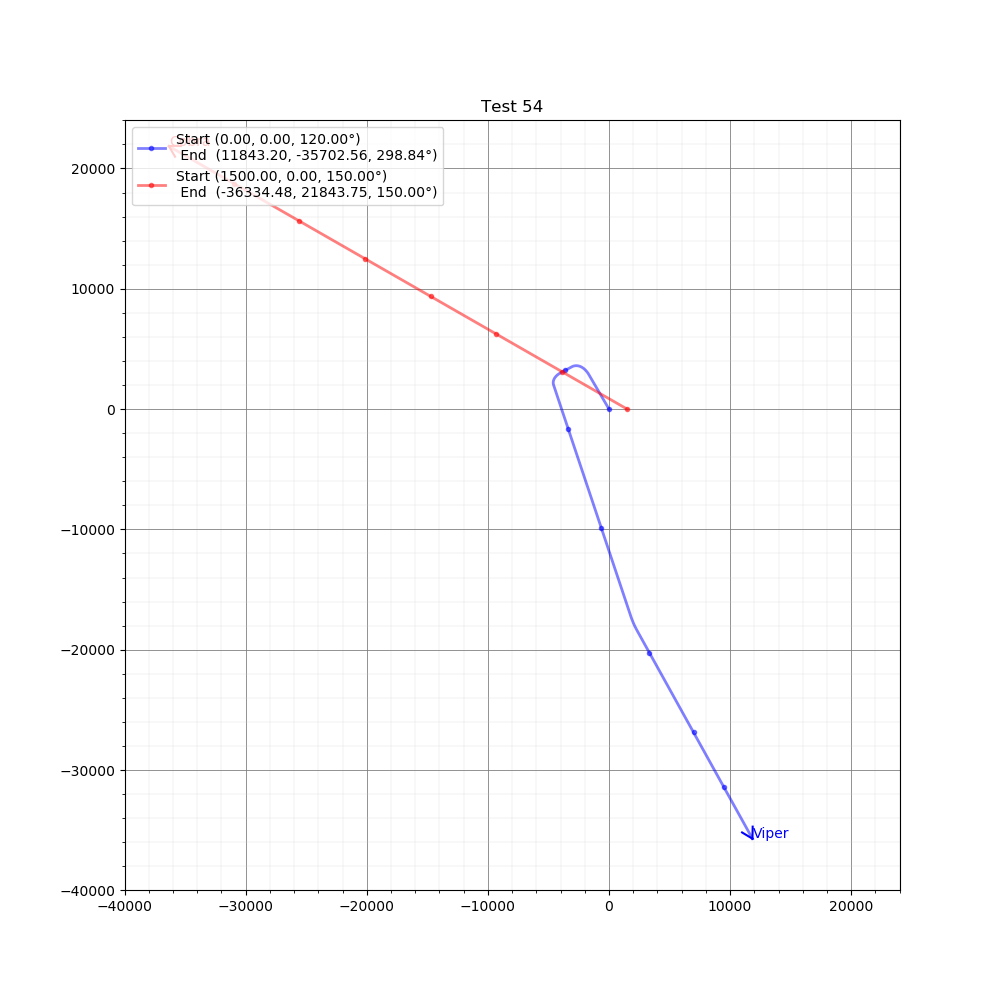 Test 54
Start (0.00, 0.00, 120.00°)
End (11843.20, -35702.56, 298.84°)
Start (1500.00, 0.00, 150.00°)
End (-36334.48, 21843.75, 150.00°)
20000
10000
0
−10000
−20000
−30000
−40000
Viper
−40000 −30000 −20000 −10000 0 10000 20000